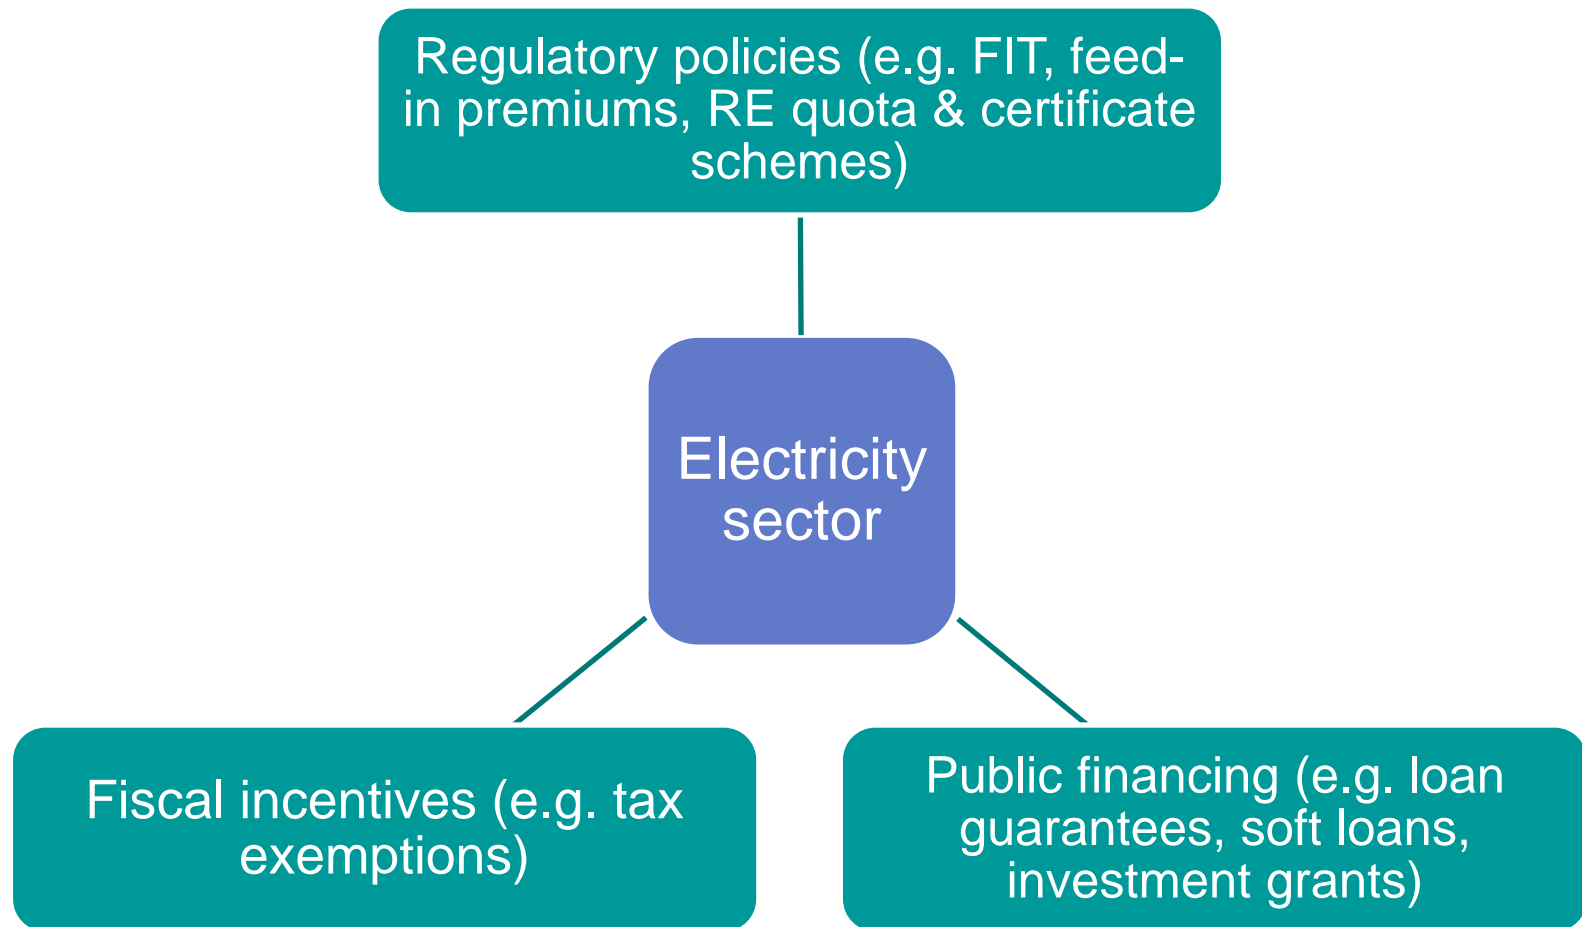 Regulatory policies (e.g. FIT, feed-
in premiums, RE quota & certificate
schemes)
Electricity
sector
Fiscal incentives (e.g. tax
exemptions)
Public financing (e.g. loan
guarantees, soft loans,
investment grants)